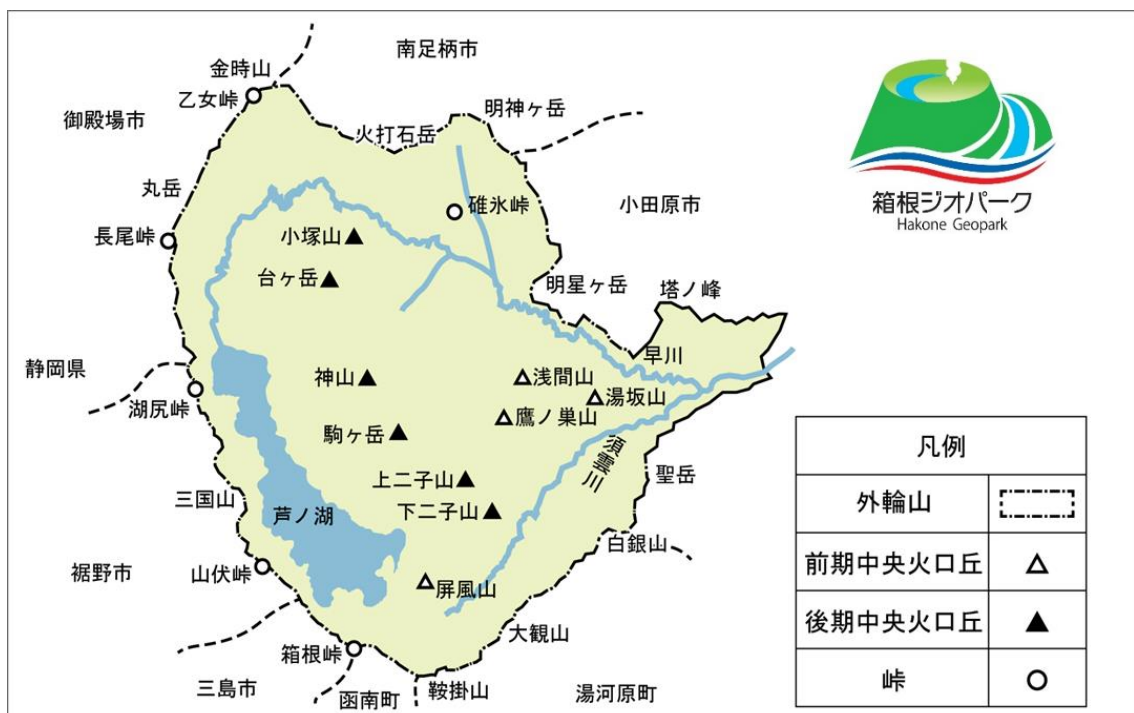 南足柄市
金時山
乙女峠
御殿場市
明神ヶ岳
火打石岳
丸岳
碓氷峠
小田原市
長尾峠
小塚山
台ヶ岳
明星ヶ岳
塔ノ峰
早川
静岡県
湖尻峠
神山
浅間山
湯坂山
鷹ノ巣山
駒ヶ岳
須雲川
聖岳
上二子山
下二子山
三国山
芦ノ湖
白銀山
裾野市
山伏峠
屏風山
大観山
箱根峠
三島市
函南町
鞍掛山
湯河原町
箱根ジオパーク
Hakone Geopark
凡例
外輪山
前期中央火口丘
後期中央火口丘
峠